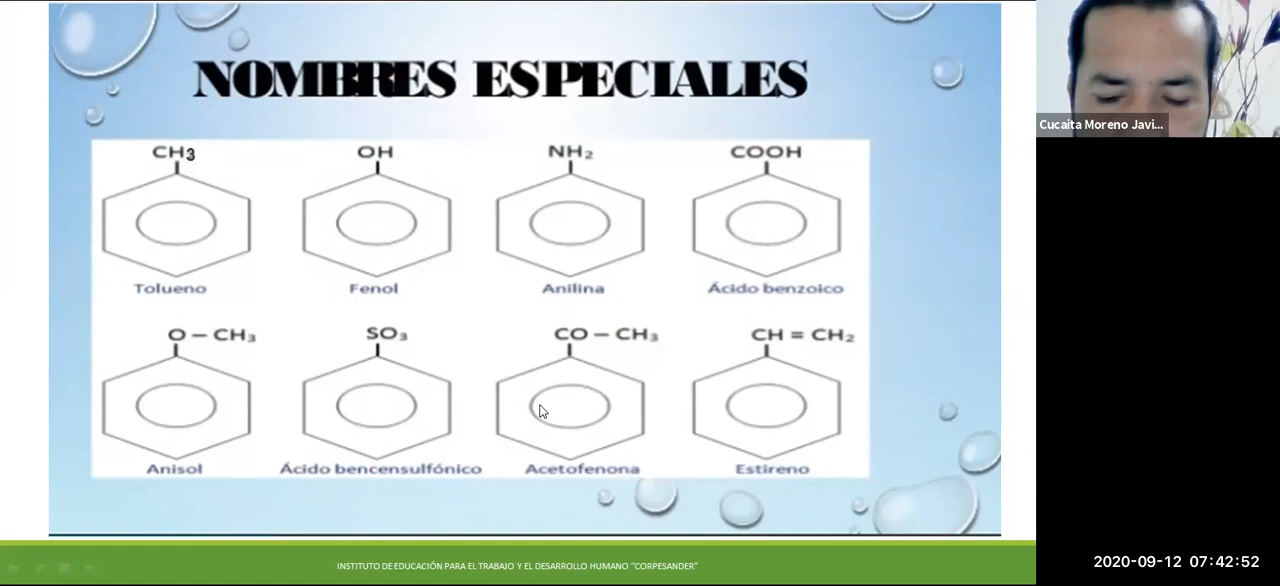 NOMBRES ESPECIALES
CH3 OH NH₂ COOH
Tolueno Fenol Anilina Ácido benzoico
O – CH₃ SO₃ CO – CH₃ CH = CH₂
Anisol Ácido bencensulfónico Acetofenona Estireno
INSTITUTO DE EDUCACIÓN PARA EL TRABAJO Y EL DESARROLLO HUMANO "CORPESANDER"
Cucaita Moreno Javi...
2020-09-12 07:42:52